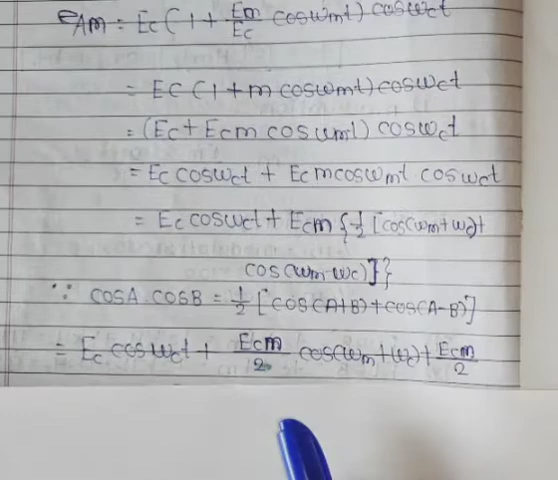 eAm = Ec (1 + Em/Ec cosωmt) cosωct
= Ec (1 + m cosωmt) cosωct
= (Ec + Ecm cosωmt) cosωct
= Ec cosωct + Ecm cosωmt cosωct
= Ec cosωct + Ecm {1/2 [cos(ωm+ωc)+
cos(ωm-ωc)]}
∵ cosA.cosB = 1/2 [cos(A+B)+cos(A-B)]
= Ec cosωct + Ecm/2 cos(ωm+ωc)+Ecm/2